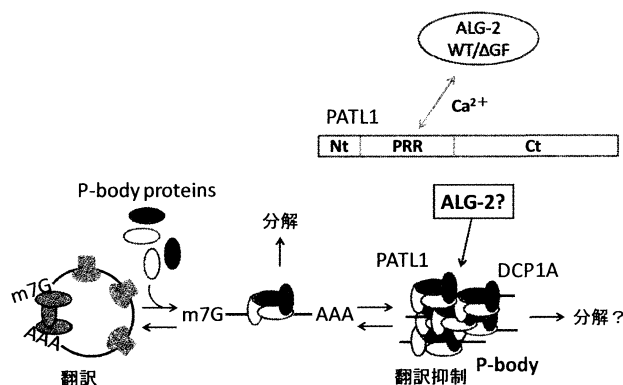 ALG-2
WT/ΔGF
Ca²⁺
PATL1
Nt PRR Ct
P-body proteins
分解
ALG-2?
PATL1
DCP1A
m7G
AAA
m7G
AAA
分解？
P-body
翻訳
翻訳抑制